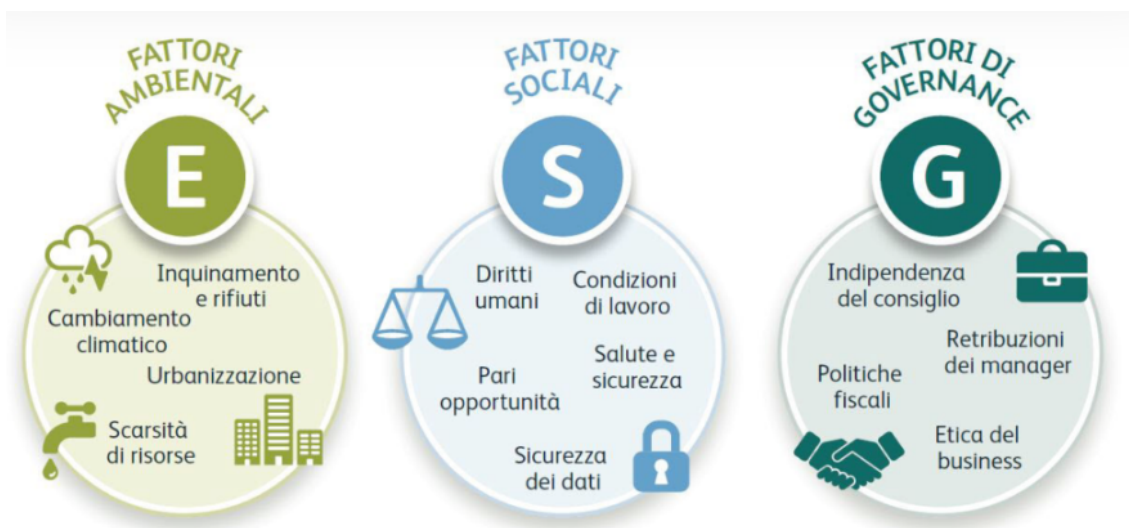 FATTORI
AMBIENTALI
E
Inquinamento
e rifiuti
Cambiamento
climatico
Urbanizzazione
Scarsità
di risorse
FATTORI
SOCIALI
S
Diritti
umani
Condizioni
di lavoro
Salute e
sicurezza
Pari
opportunità
Sicurezza
dei dati
FATTORI DI
GOVERNANCE
G
Indipendenza
del consiglio
Retribuzioni
dei manager
Politiche
fiscali
Etica del
business